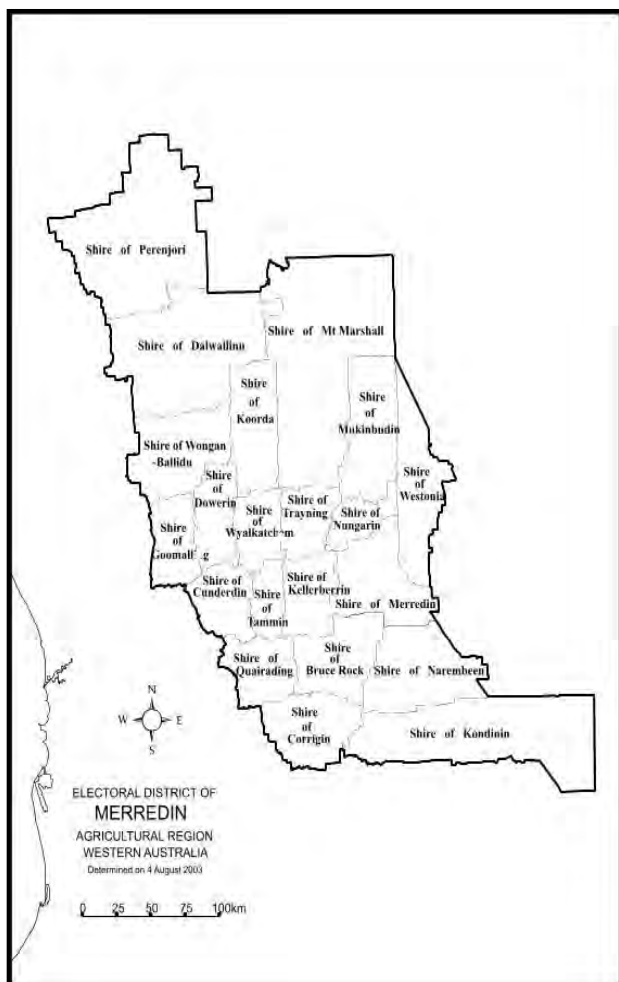 Shire of Perenjori
Shire of Dalwallinu
Shire of Mt Marshall
Shire
of
Koorda
Shire
of
Mukinbudin
Shire of Wongan
-Ballidu
Shire
of
Dowerin
Shire
of
Westonia
Shire
of
Wyalkatchem
Shire of
Trayning
Shire of
Nungarin
Shire
of
Goomalling
Shire of
Cunderdin
Shire
of
Tammin
Shire of
Kellerberrin
Shire of Merredin
Shire of
Quairading
Shire
of
Bruce Rock
Shire of Narembeen
Shire
of
Corrigin
Shire of Kondinin
N
W E
S
ELECTORAL DISTRICT OF
MERREDIN
AGRICULTURAL REGION
WESTERN AUSTRALIA
Determined on 4 August 2003
0 25 50 75 100km